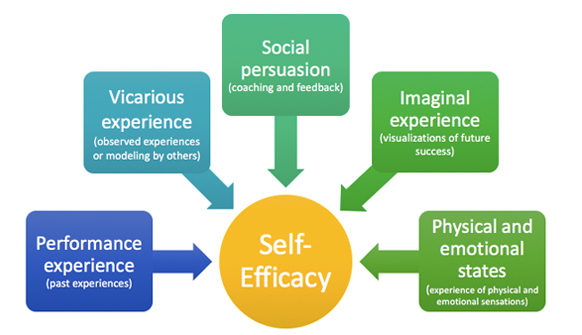 Social
persuasion
(coaching and feedback)
Vicarious
experience
(observed experiences
or modeling by others)
Imaginal
experience
(visualizations of future
success)
Performance
experience
(past experiences)
Self-
Efficacy
Physical and
emotional
states
(experience of physical and
emotional sensations)